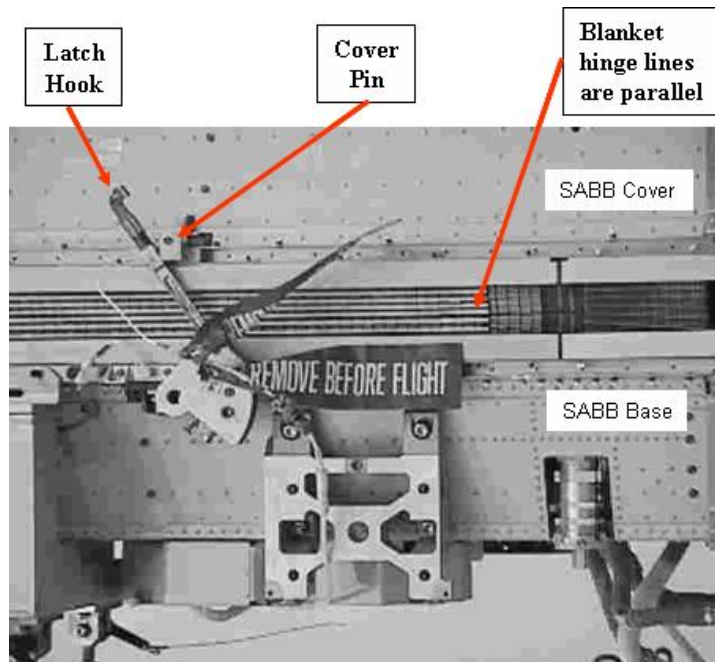 Latch
Hook
Cover
Pin
Blanket
hinge lines
are parallel
SABB Cover
REMOVE BEFORE FLIGHT
SABB Base